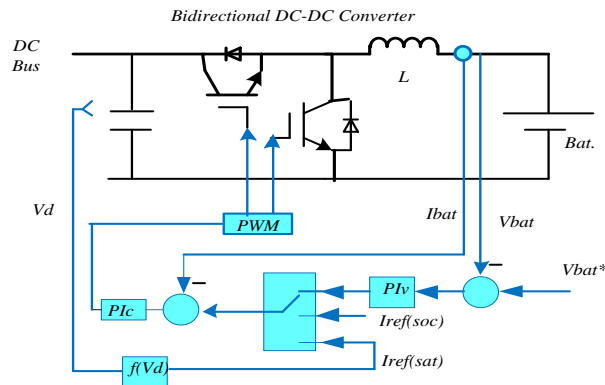 Bidirectional DC-DC Converter
DC
Bus
L
Bat.
Vd
Ibat
Vbat
PWM
Vbat*
PIc
PIv
Iref(soc)
Iref(sat)
f(Vd)